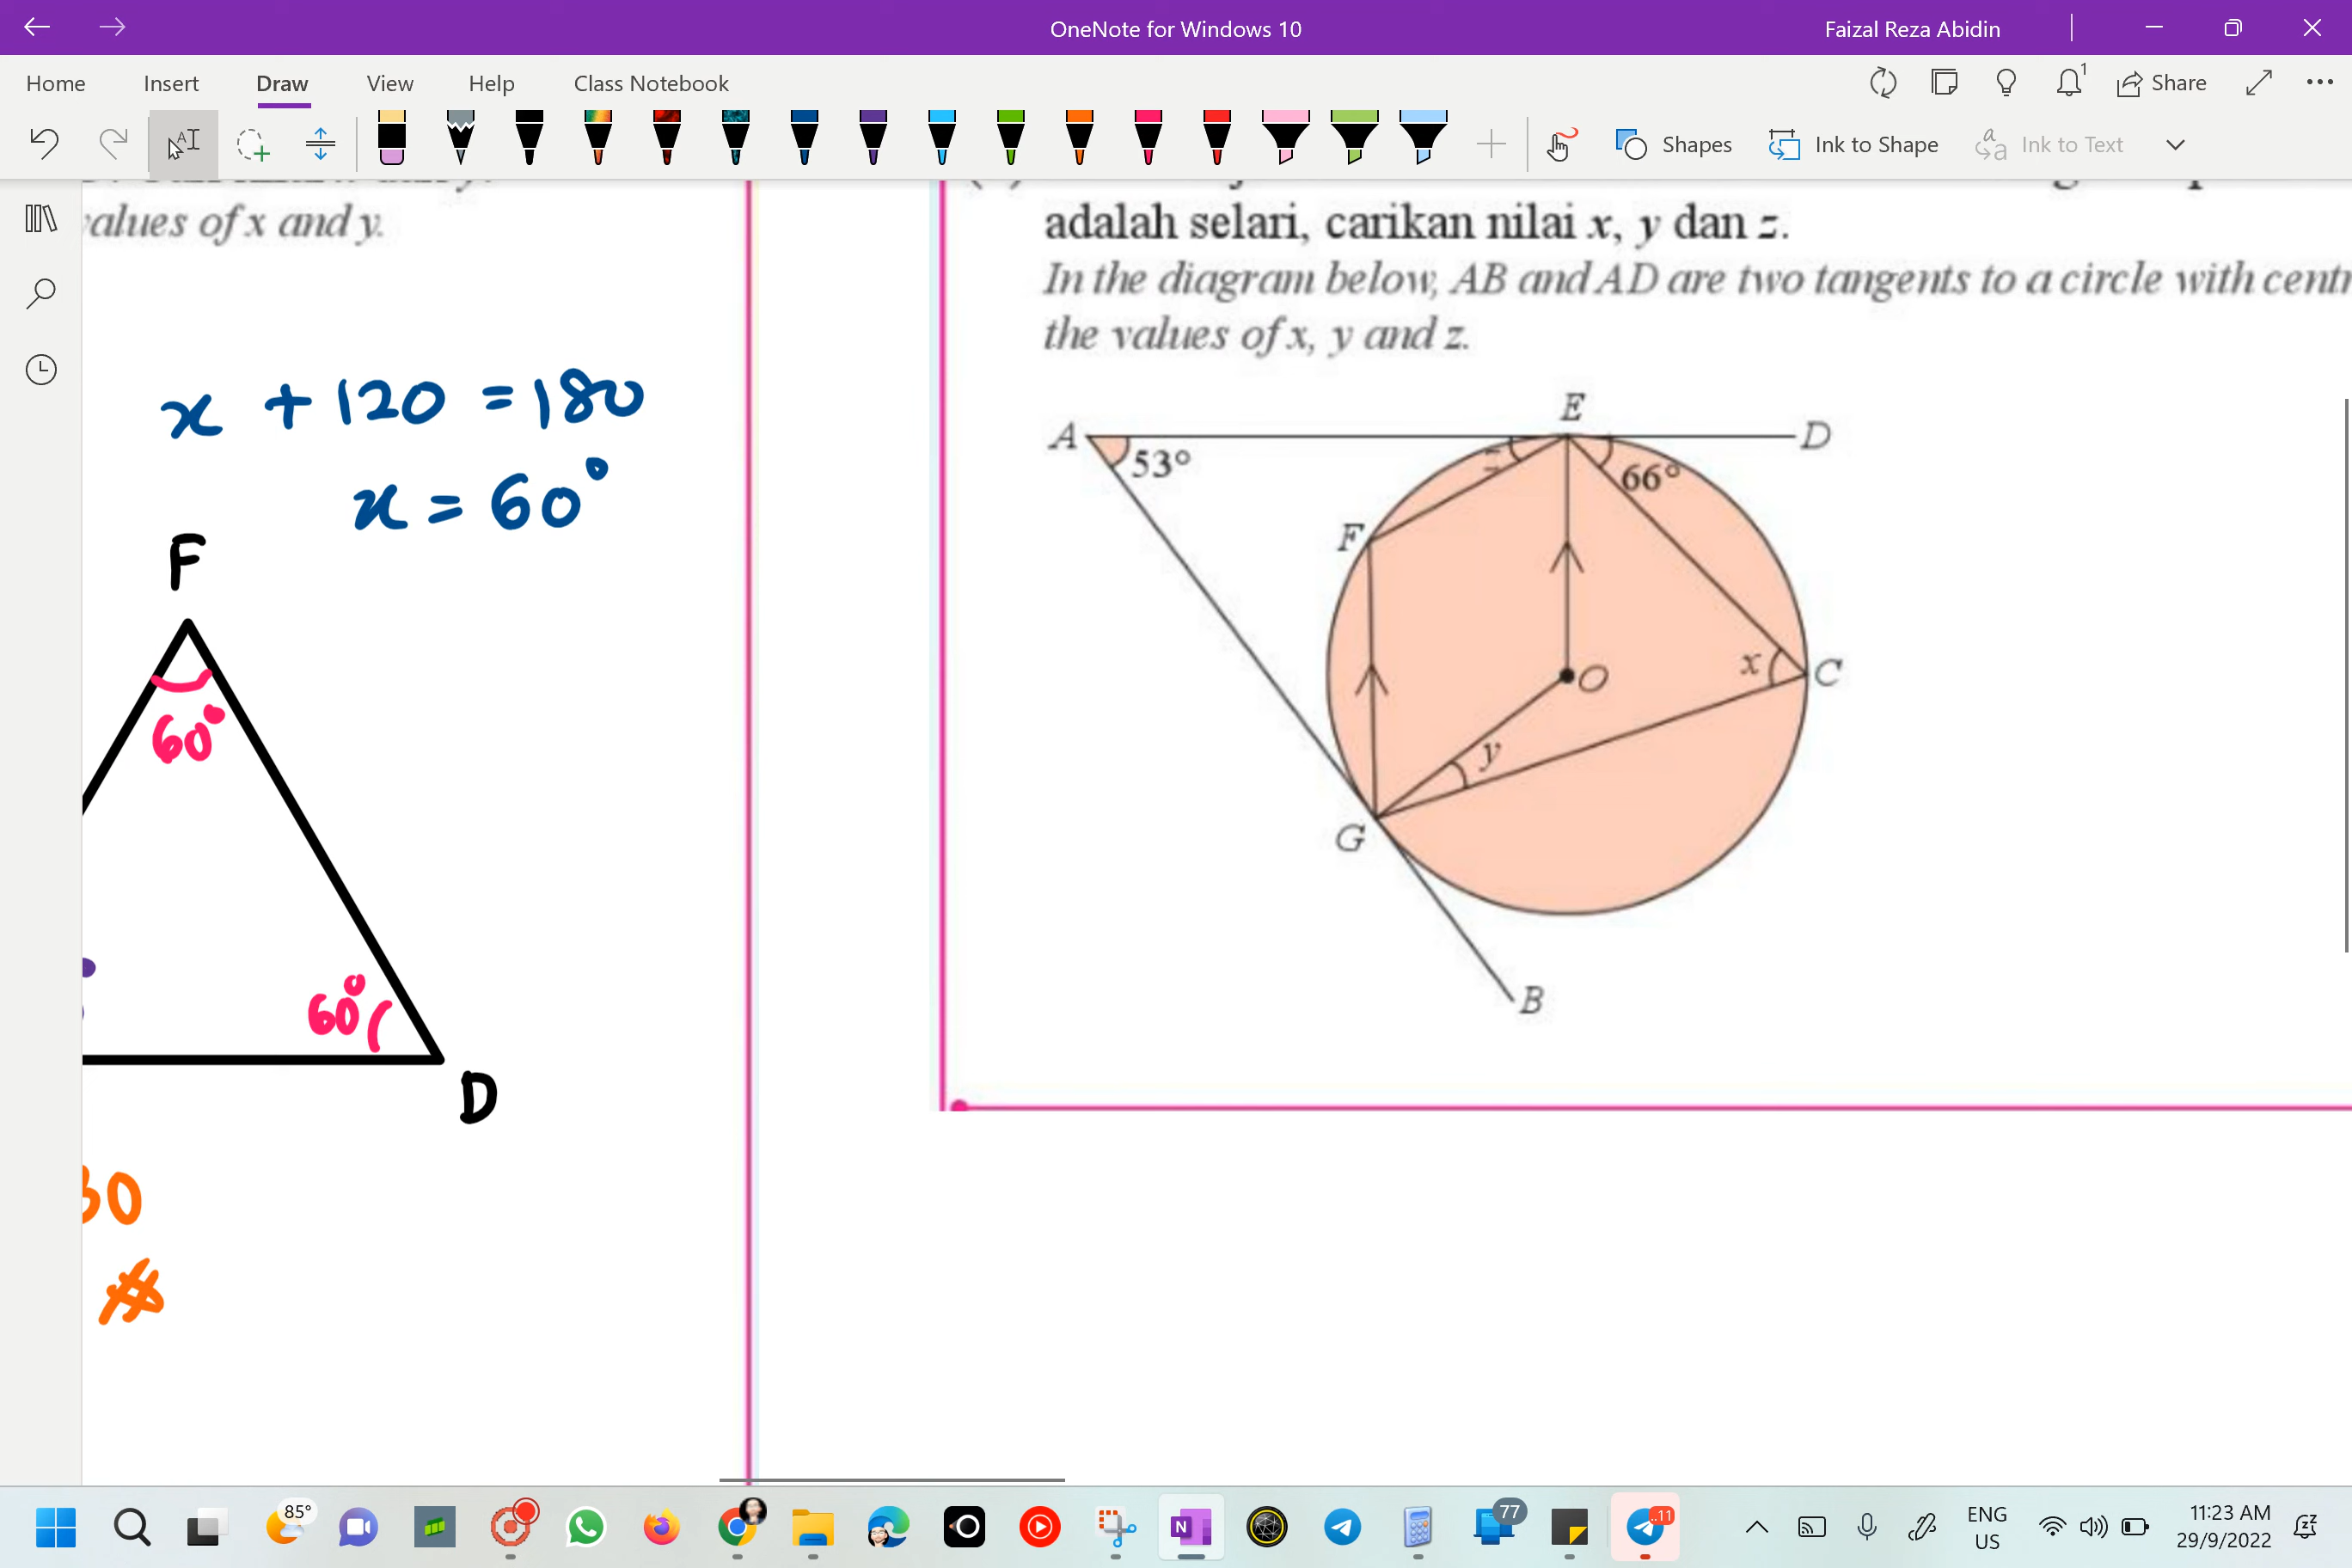 OneNote for Windows 10
Faizal Reza Abidin
Home Insert Draw View Help Class Notebook
1
Share
Shapes
Ink to Shape
Ink to Text
values of x and y.
x + 120 = 180
x = 60°
F
60°
60°
D
30
#
adalah selari, carikan nilai x, y dan z.
In the diagram below, AB and AD are two tangents to a circle with centr
the values of x, y and z.
E
A
D
53°
z
66°
F
O
x
C
y
G
B
85°
77
..11
ENG
US
11:23 AM
29/9/2022